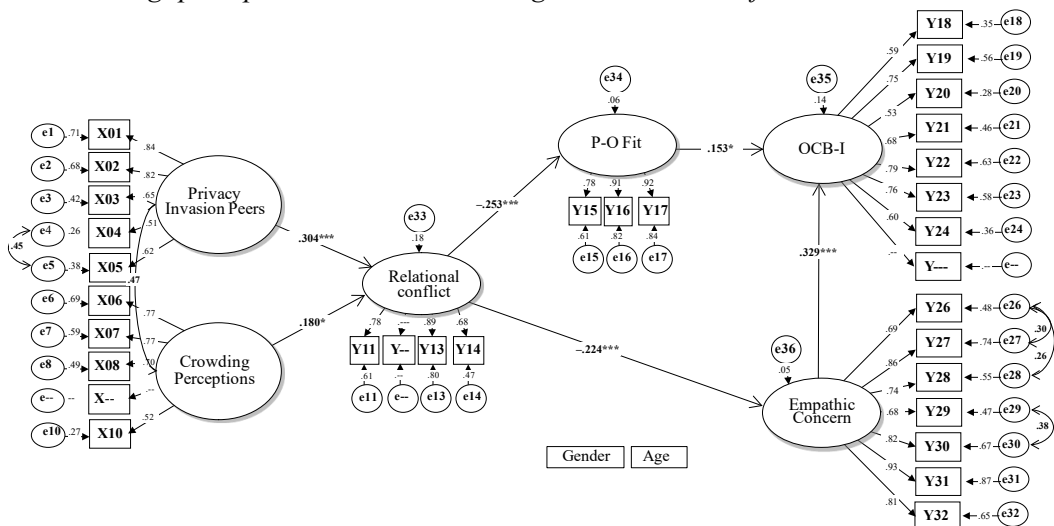 e1 .71 X01 .84
e2 .68 X02 .82
e3 .42 X03 .65
e4 .26 X04 .51
e5 .38 X05 .62
.45
Privacy
Invasion Peers
.47
e6 .69 X06 .77
e7 .59 X07 .77
e8 .49 X08 .70
e-- -- X-- .--
e10 .27 X10 .52
Crowding
Perceptions
.304***
.180*
e33
.18
Relational
conflict
.78 .--- .89 .68
Y11 Y-- Y13 Y14
.61 .-- .80 .47
e11 e-- e13 e14
–.253***
–.224***
e34
.06
P-O Fit
.78 .91 .92
Y15 Y16 Y17
.61 .82 .84
e15 e16 e17
.153*
e35
.14
OCB-I
.59 Y18 .35 e18
.75 Y19 .56 e19
.53 Y20 .28 e20
.68 Y21 .46 e21
.79 Y22 .63 e22
.76 Y23 .58 e23
.60 Y24 .36 e24
.-- Y--- .-- e--
.329***
e36
.05
Empathic
Concern
.69 Y26 .48 e26
.86 Y27 .74 e27
.74 Y28 .55 e28
.68 Y29 .47 e29
.82 Y30 .67 e30
.93 Y31 .87 e31
.81 Y32 .65 e32
.30
.26
.38
Gender Age